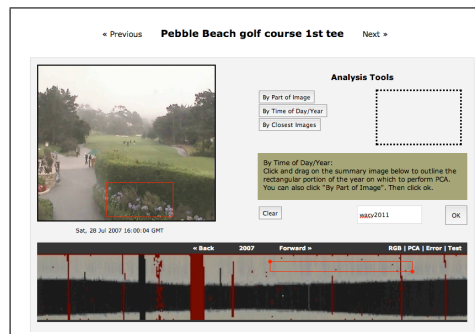 « Previous Pebble Beach golf course 1st tee Next »
Analysis Tools
By Part of Image
By Time of Day/Year
By Closest Images
By Time of Day/Year:
Click and drag on the summary image below to outline the
rectangular portion of the year on which to perform PCA.
You can also click "By Part of Image". Then click ok.
Clear OK
Sat, 28 Jul 2007 16:00:04 GMT
« Back 2007 Forward » RGB | PCA | Error | Test